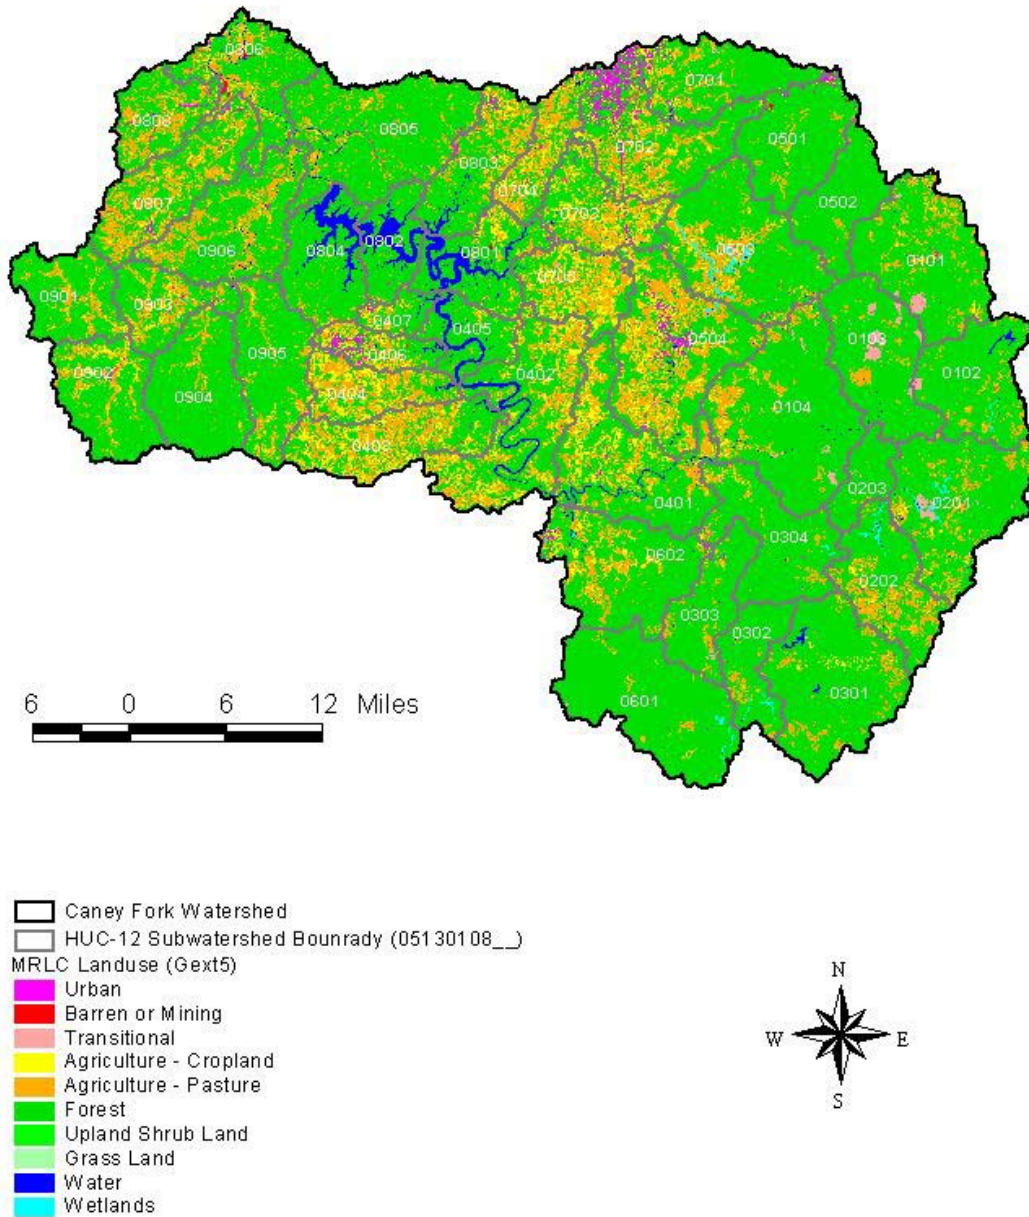 0806
0701
0808
0805
0501
0702
0803
0704
0502
0807
0702
0906
0804
0802
0801
0503
0101
0705
0901
0903
0407
0405
0504
0103
0905
0406
0902
0904
0404
0402
0102
0104
0403
0203
0201
0401
0304
0602
0202
0303
0302
0601
0301
6 0 6 12 Miles
Caney Fork Watershed
HUC-12 Subwatershed Bounrady (05130108__)
MRLC Landuse (Gext5)
Urban
Barren or Mining
Transitional
Agriculture - Cropland
Agriculture - Pasture
Forest
Upland Shrub Land
Grass Land
Water
Wetlands
N
W E
S